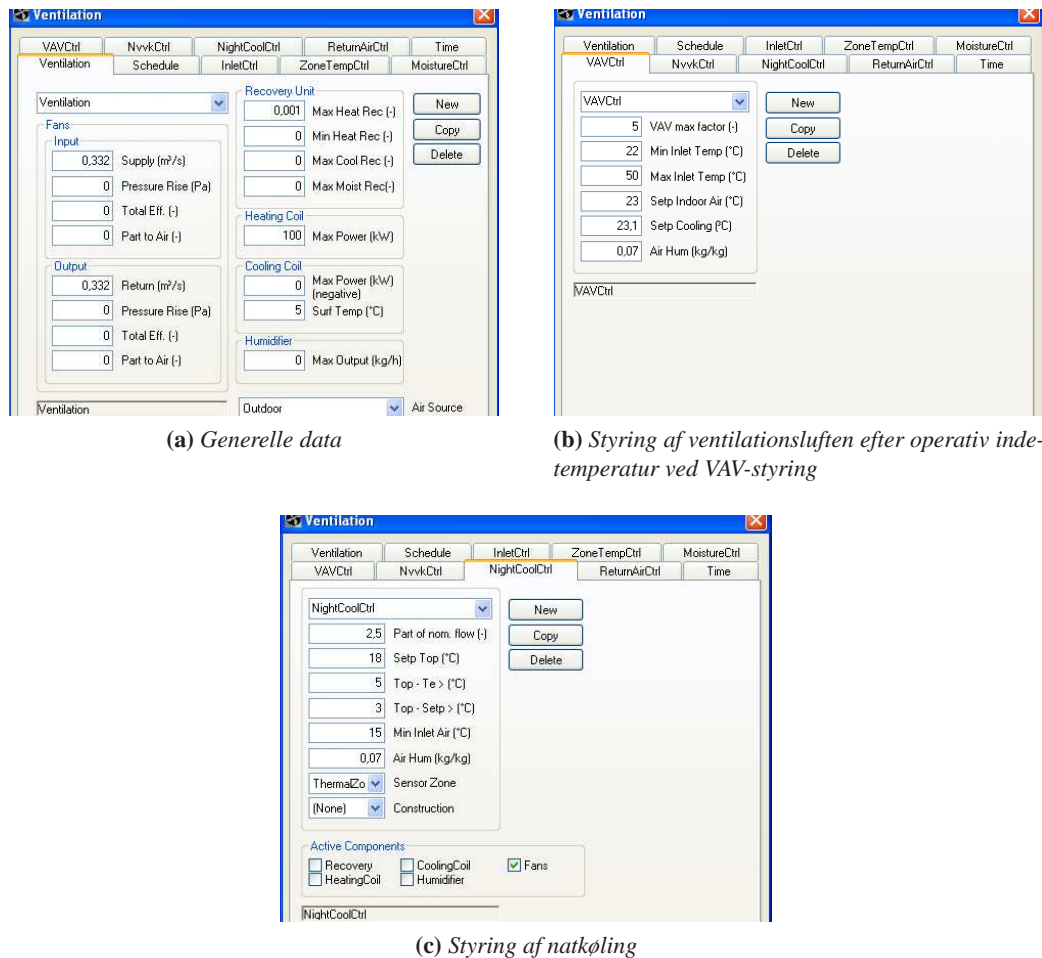 Ventilation
VAVCtrl NvvkCtrl NightCoolCtrl ReturnAirCtrl Time
Ventilation Schedule InletCtrl ZoneTempCtrl MoistureCtrl
Ventilation
Fans
Input
0,332 Supply (m³/s)
0 Pressure Rise (Pa)
0 Total Eff. (-)
0 Part to Air (-)
Output
0,332 Return (m³/s)
0 Pressure Rise (Pa)
0 Total Eff. (-)
0 Part to Air (-)
Ventilation
Recovery Unit
0,001 Max Heat Rec (-)
0 Min Heat Rec (-)
0 Max Cool Rec (-)
0 Max Moist Rec(-)
Heating Coil
100 Max Power (kW)
Cooling Coil
0 Max Power (kW)
(negative)
5 Surf Temp (°C)
Humidifier
0 Max Output (kg/h)
Outdoor Air Source
New
Copy
Delete
(a) Generelle data
Ventilation
Ventilation Schedule InletCtrl ZoneTempCtrl MoistureCtrl
VAVCtrl NvvkCtrl NightCoolCtrl ReturnAirCtrl Time
VAVCtrl
5 VAV max factor (-)
22 Min Inlet Temp (°C)
50 Max Inlet Temp (°C)
23 Setp Indoor Air (°C)
23,1 Setp Cooling (ºC)
0,07 Air Hum (kg/kg)
VAVCtrl
New
Copy
Delete
(b) Styring af ventilationsluften efter operativ inde-
temperatur ved VAV-styring
Ventilation
Ventilation Schedule InletCtrl ZoneTempCtrl MoistureCtrl
VAVCtrl NvvkCtrl NightCoolCtrl ReturnAirCtrl Time
NightCoolCtrl
2,5 Part of nom. flow (-)
18 Setp Top (°C)
5 Top - Te > (°C)
3 Top - Setp > (°C)
15 Min Inlet Air (°C)
0,07 Air Hum (kg/kg)
ThermalZo Sensor Zone
(None) Construction
New
Copy
Delete
Active Components
Recovery CoolingCoil Fans
HeatingCoil Humidifier
NightCoolCtrl
(c) Styring af natkøling